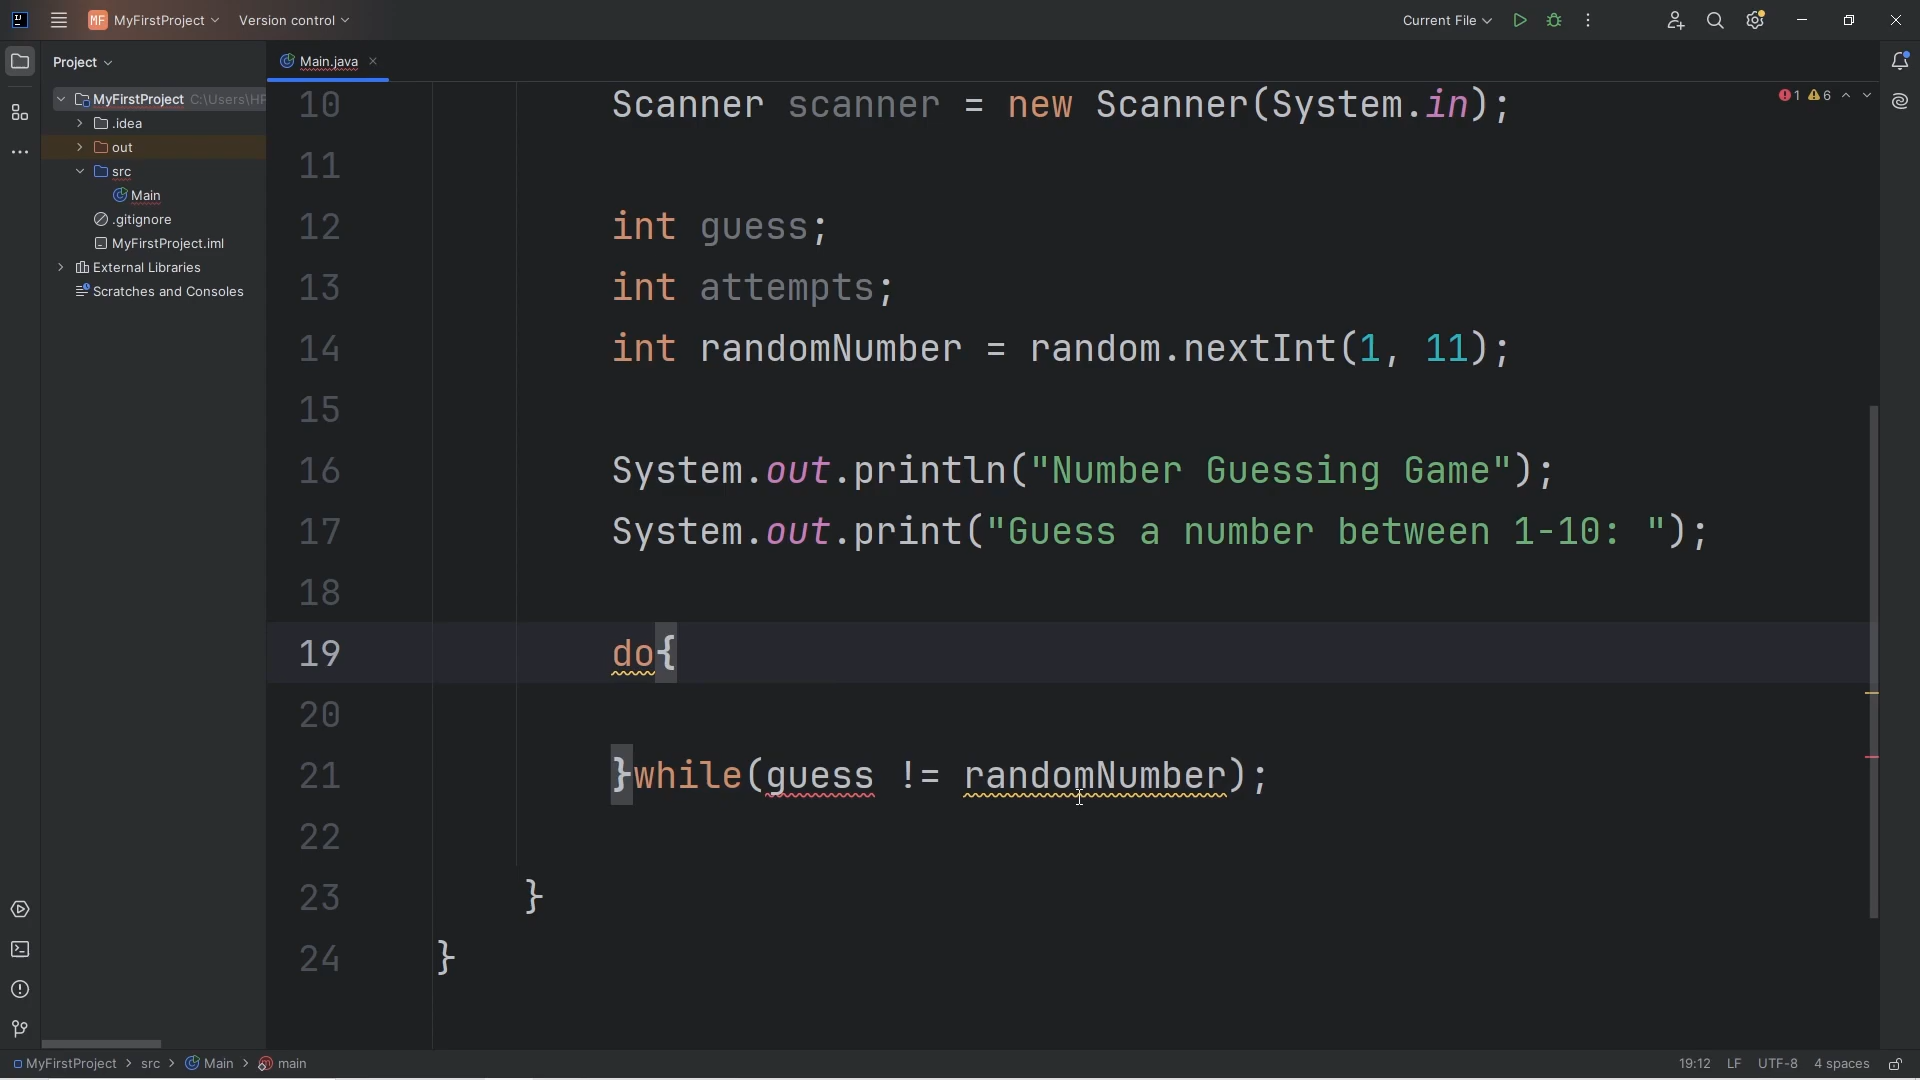 MF MyFirstProject Version control Current File
Project
Main.java
MyFirstProject C:\Users\HP
.idea
out
src
Main
.gitignore
MyFirstProject.iml
External Libraries
Scratches and Consoles
1 6
10 Scanner scanner = new Scanner(System.in);
11
12 int guess;
13 int attempts;
14 int randomNumber = random.nextInt(1, 11);
15
16 System.out.println("Number Guessing Game");
17 System.out.print("Guess a number between 1-10: ");
18
19 do{
20
21 }while(guess != randomNumber);
22
23 }
24 }
MyFirstProject > src > Main > main 19:12 LF UTF-8 4 spaces